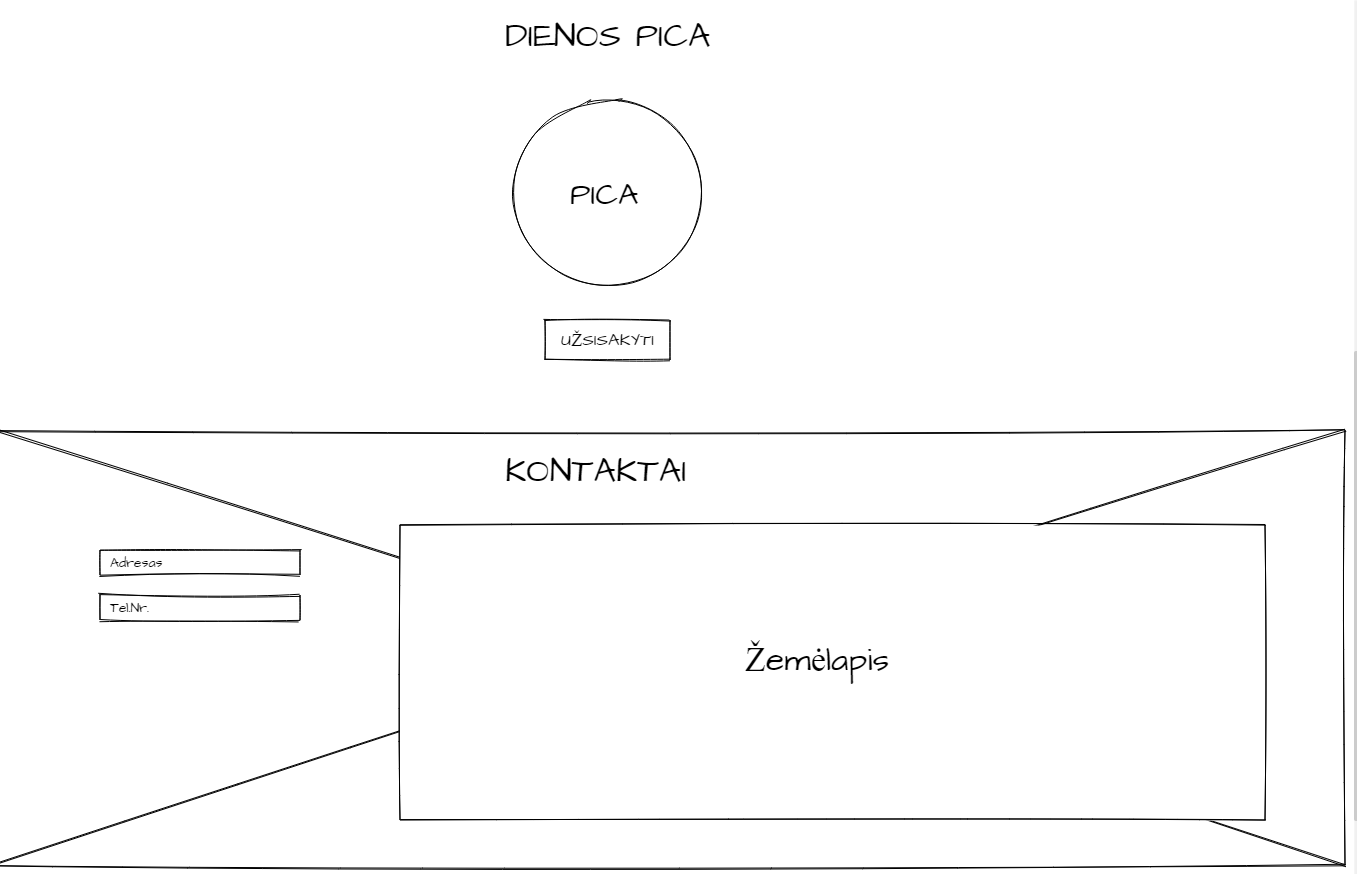 DIENOS PICA
PICA
UŽSISAKYTI
KONTAKTAI
Adresas
Tel.Nr.
Žemėlapis